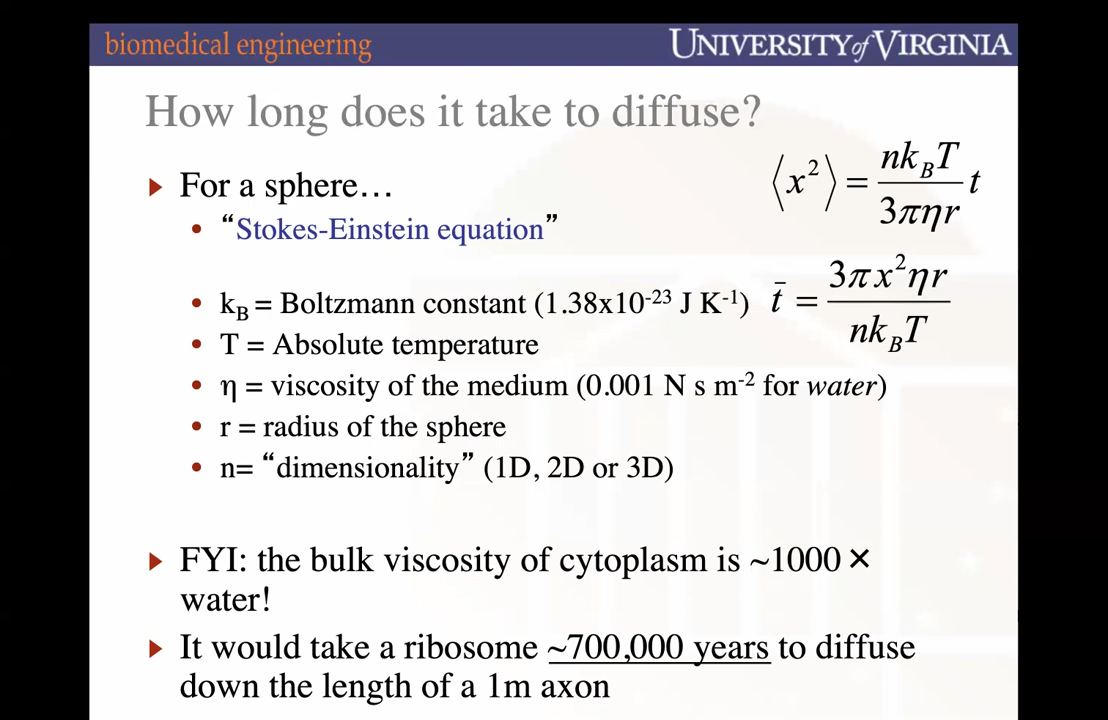 biomedical engineering
UNIVERSITY of VIRGINIA
How long does it take to diffuse?
For a sphere…
“Stokes-Einstein equation”
⟨x²⟩ = nk_BT / 3πηr t
k_B = Boltzmann constant (1.38x10⁻²³ J K⁻¹)
t̄ = 3πx²ηr / nk_BT
T = Absolute temperature
η = viscosity of the medium (0.001 N s m⁻² for water)
r = radius of the sphere
n= “dimensionality” (1D, 2D or 3D)
FYI: the bulk viscosity of cytoplasm is ~1000 ×
water!
It would take a ribosome ~700,000 years to diffuse
down the length of a 1m axon